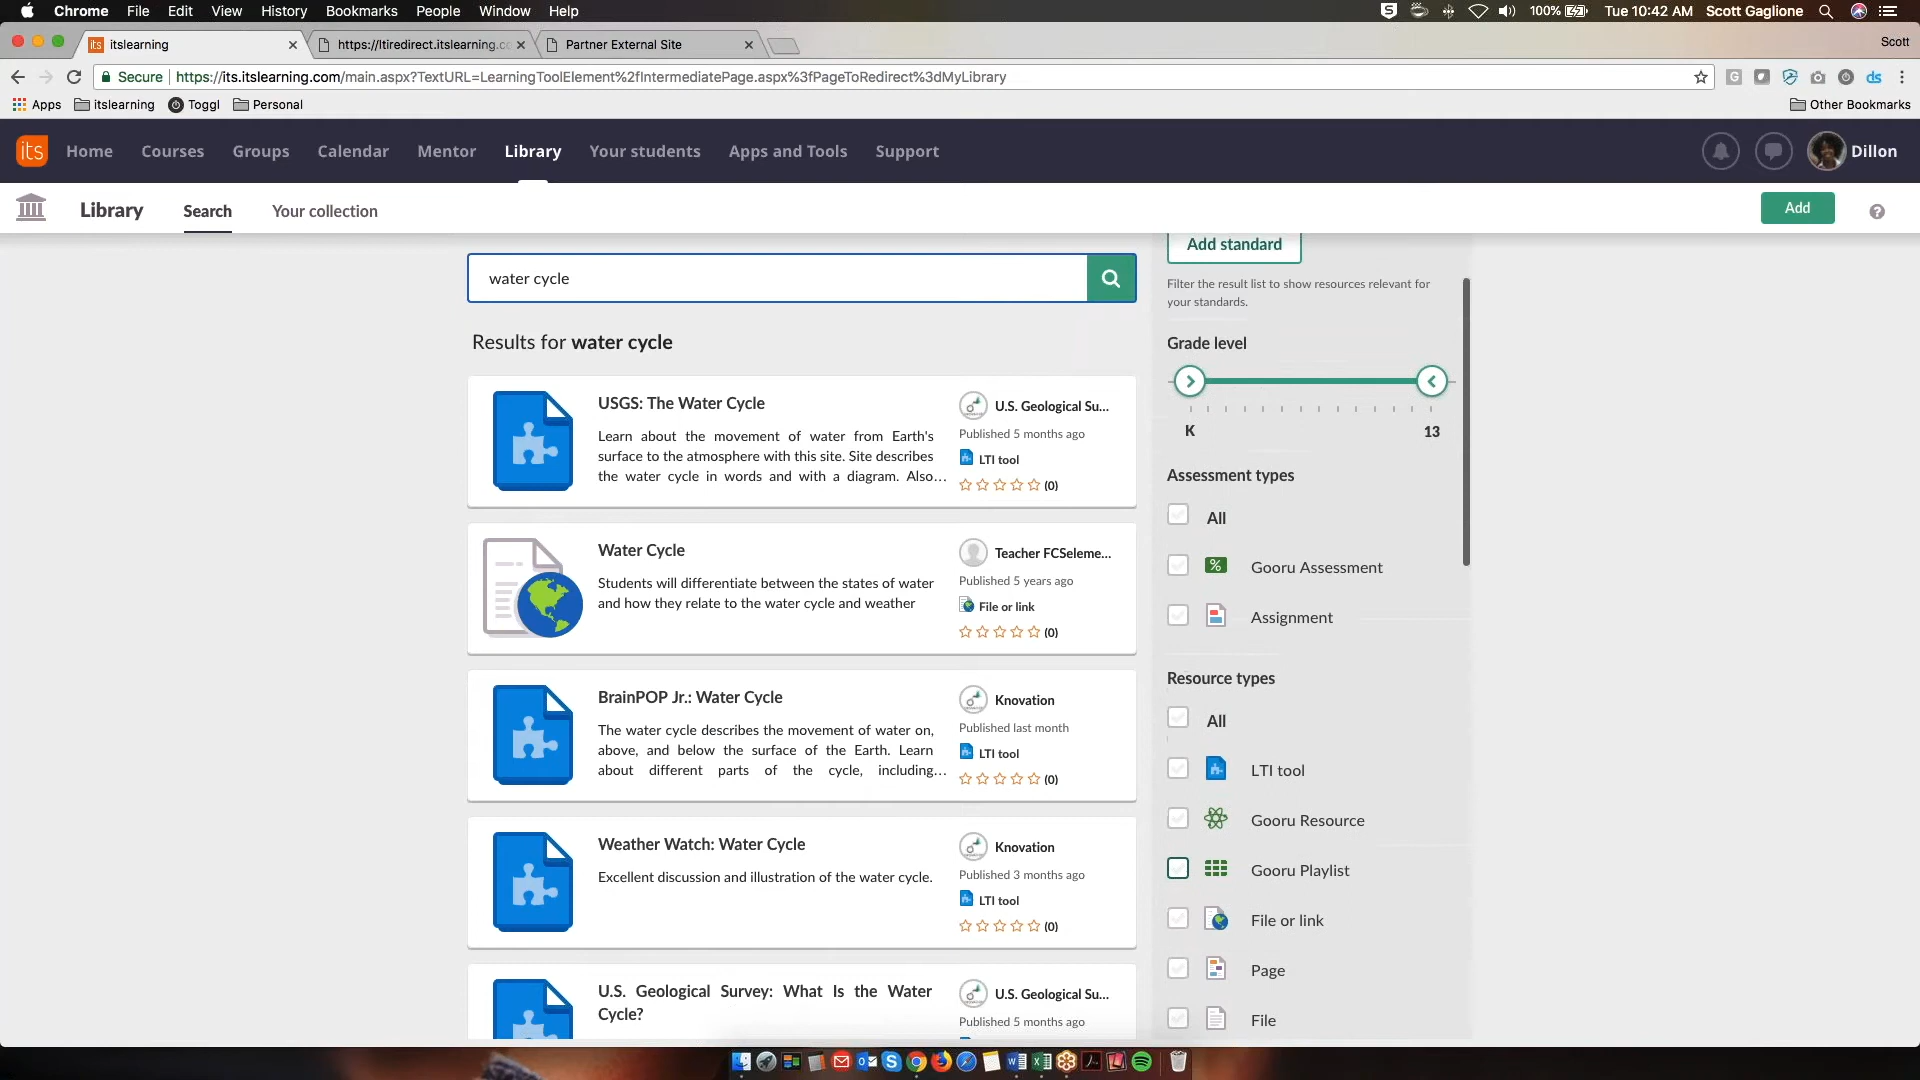 Chrome File Edit View History Bookmarks People Window Help
100% Tue 10:42 AM Scott Gaglione
its itslearning
https://ltiredirect.itslearning.co
Partner External Site
Scott
Secure https://its.itslearning.com/main.aspx?TextURL=LearningToolElement%2fIntermediatePage.aspx%3fPageToRedirect%3dMyLibrary
Apps itslearning Toggl Personal Other Bookmarks
its Home Courses Groups Calendar Mentor Library Your students Apps and Tools Support Dillon
Library Search Your collection Add ?
water cycle
Results for water cycle
USGS: The Water Cycle
Learn about the movement of water from Earth's
surface to the atmosphere with this site. Site describes
the water cycle in words and with a diagram. Also...
U.S. Geological Su...
Published 5 months ago
LTI tool
(0)
Water Cycle
Students will differentiate between the states of water
and how they relate to the water cycle and weather
Teacher FCSeleme...
Published 5 years ago
File or link
(0)
BrainPOP Jr.: Water Cycle
The water cycle describes the movement of water on,
above, and below the surface of the Earth. Learn
about different parts of the cycle, including...
Knovation
Published last month
LTI tool
(0)
Weather Watch: Water Cycle
Excellent discussion and illustration of the water cycle.
Knovation
Published 3 months ago
LTI tool
(0)
U.S. Geological Survey: What Is the Water
Cycle?
U.S. Geological Su...
Published 5 months ago
Add standard
Filter the result list to show resources relevant for
your standards.
Grade level
K 13
Assessment types
All
% Gooru Assessment
Assignment
Resource types
All
LTI tool
Gooru Resource
Gooru Playlist
File or link
Page
File